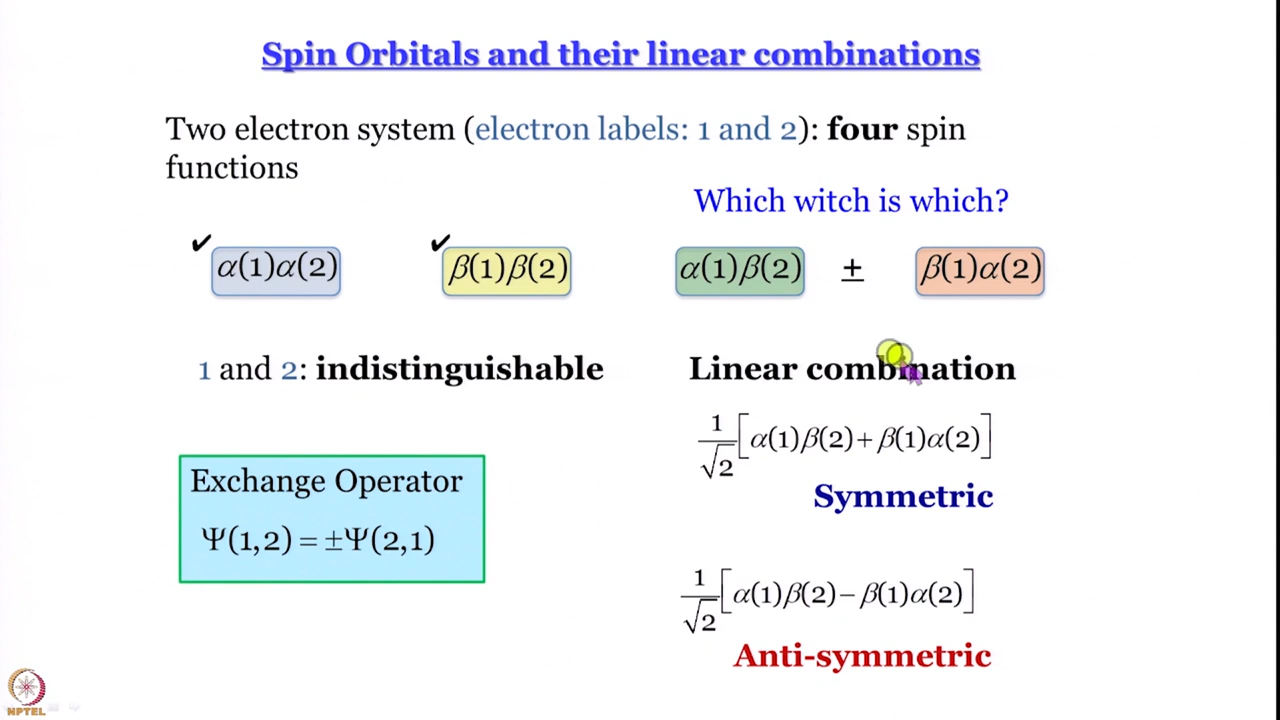 Spin Orbitals and their linear combinations
Two electron system (electron labels: 1 and 2): four spin
functions
Which witch is which?
✔ α(1)α(2) ✔ β(1)β(2) α(1)β(2) ± β(1)α(2)
1 and 2: indistinguishable
Linear combination
1/√2 [α(1)β(2)+β(1)α(2)]
Symmetric
Exchange Operator
Ψ(1,2) = ±Ψ(2,1)
1/√2 [α(1)β(2)−β(1)α(2)]
Anti-symmetric
NPTEL